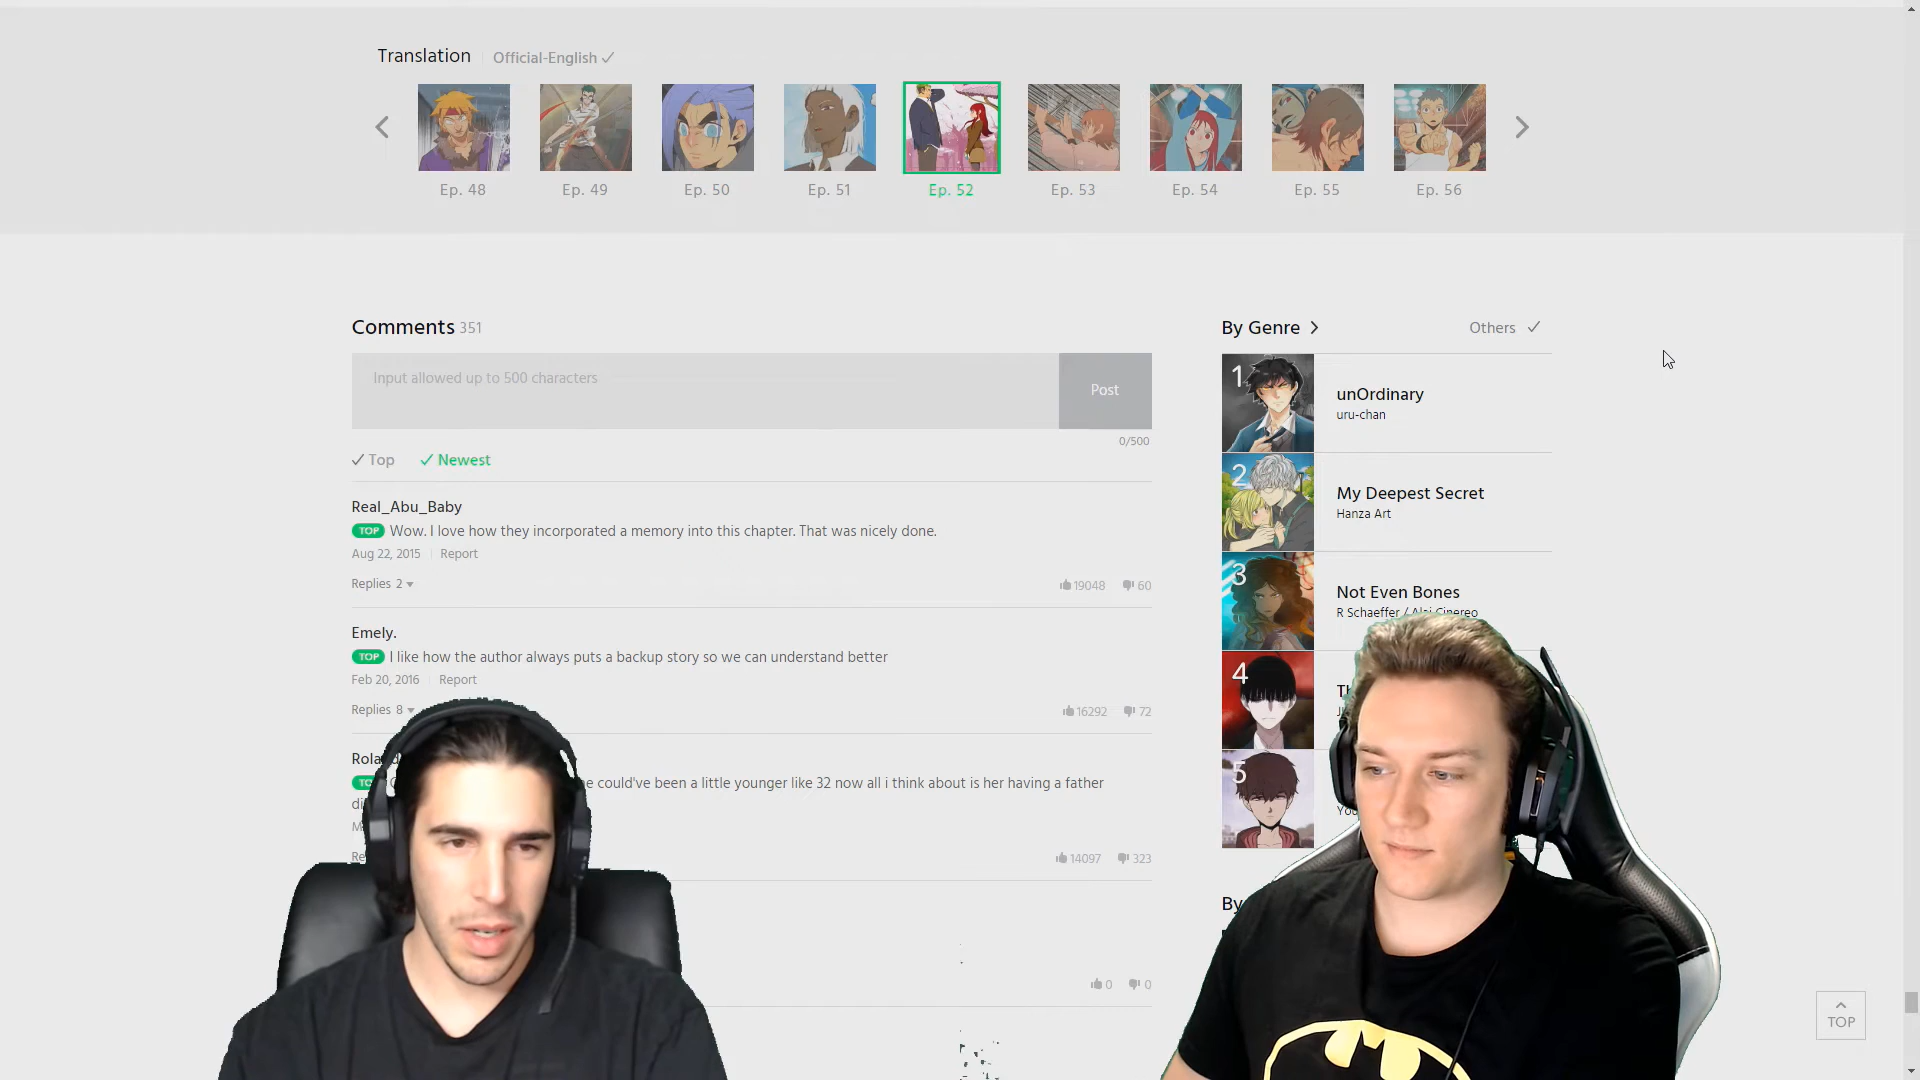 Translation
Official-English
Ep. 48
Ep. 49
Ep. 50
Ep. 51
Ep. 52
Ep. 53
Ep. 54
Ep. 55
Ep. 56
Comments 351
Input allowed up to 500 characters
Post
0/500
Top
Newest
Real_Abu_Baby
TOP Wow. I love how they incorporated a memory into this chapter. That was nicely done.
Aug 22, 2015 Report
Replies 2
19048 60
Emely.
TOP I like how the author always puts a backup story so we can understand better
Feb 20, 2016 Report
Replies 8
16292 72
could've been a little younger like 32 now all i think about is her having a father
14097 323
0 0
By Genre
Others
1
unOrdinary
uru-chan
2
My Deepest Secret
Hanza Art
3
Not Even Bones
R Schaeffer / Alai Cinereo
4
5
By
TOP